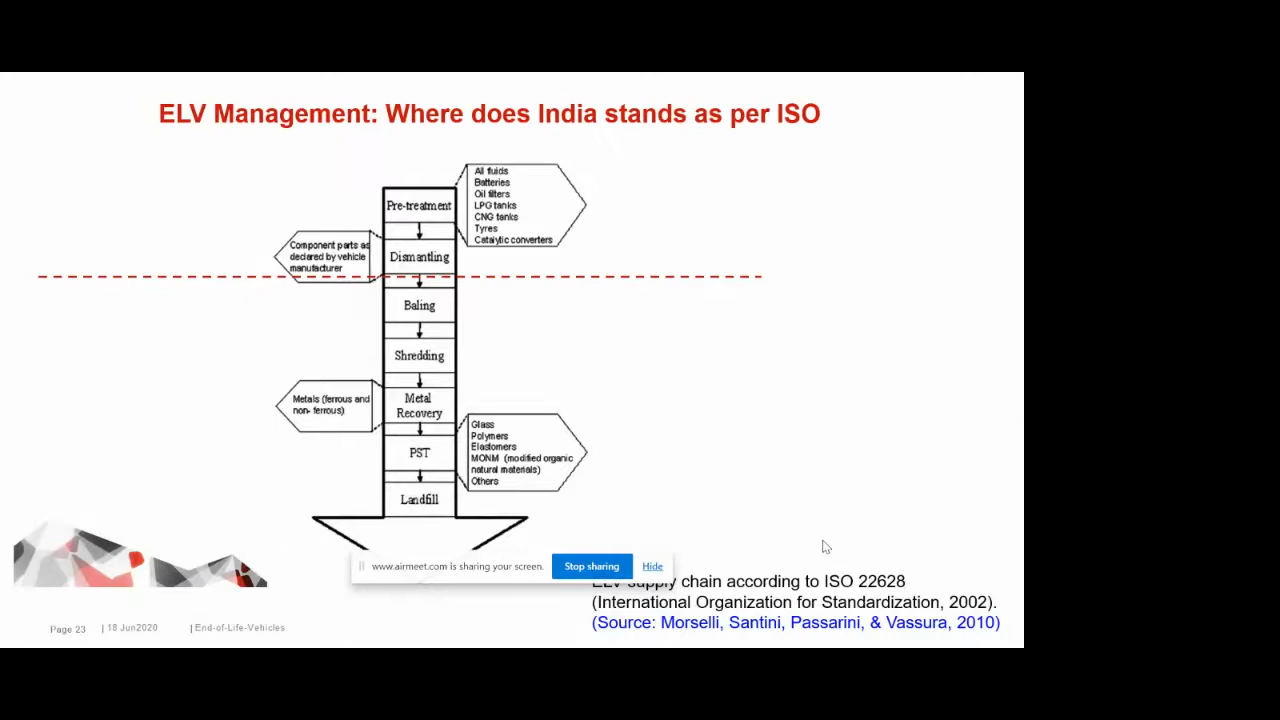 ELV Management: Where does India stands as per ISO
All fluids
Batteries
Oil filters
LPG tanks
CNG tanks
Tyres
Catalytic converters
Pre-treatment
Component parts as
declared by vehicle
manufacturer
Dismantling
Baling
Shredding
Metals (ferrous and
non- ferrous)
Metal
Recovery
Glass
Polymers
Elastomers
MONM (modified organic
natural materials)
Others
PST
Landfill
www.airmeet.com is sharing your screen.
Stop sharing
Hide
ELV supply chain according to ISO 22628
(International Organization for Standardization, 2002).
(Source: Morselli, Santini, Passarini, & Vassura, 2010)
Page 23 | 18 Jun2020 | End-of-Life-Vehicles